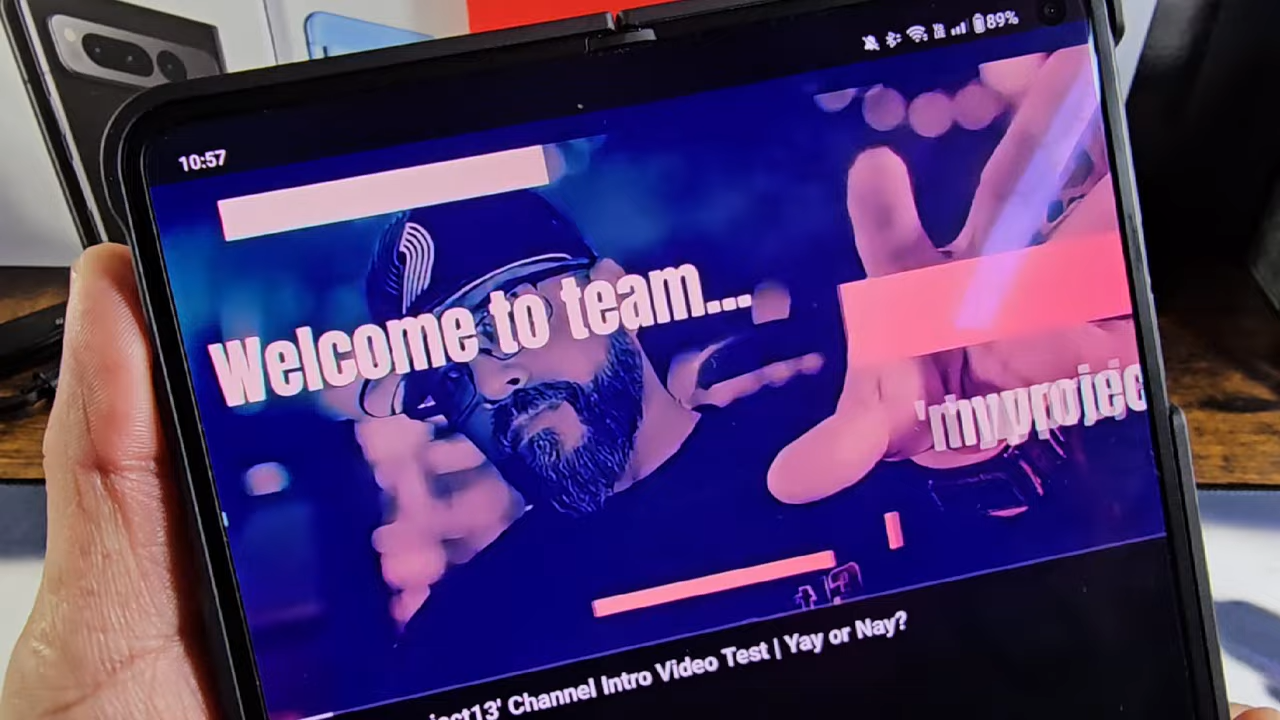 10:57
89%
Welcome to team...
'myprojec
ject13' Channel Intro Video Test | Yay or Nay?